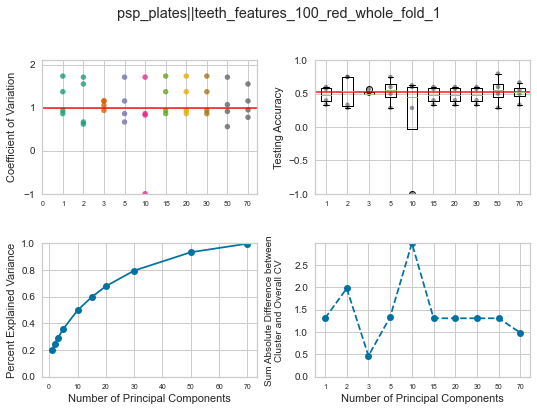 psp_plates||teeth_features_100_red_whole_fold_1
Coefficient of Variation
2
1
0
−1
0 1 2 3 5 10 15 20 30 50 70
Testing Accuracy
1.0
0.5
0.0
−0.5
−1.0
1 2 3 5 10 15 20 30 50 70
Percent Explained Variance
1.0
0.8
0.6
0.4
0.2
0.0
0 10 20 30 40 50 60 70
Number of Principal Components
Sum Absolute Difference between
Cluster and Overall CV
3.0
2.5
2.0
1.5
1.0
0.5
0.0
1 2 3 5 10 15 20 30 50 70
Number of Principal Components